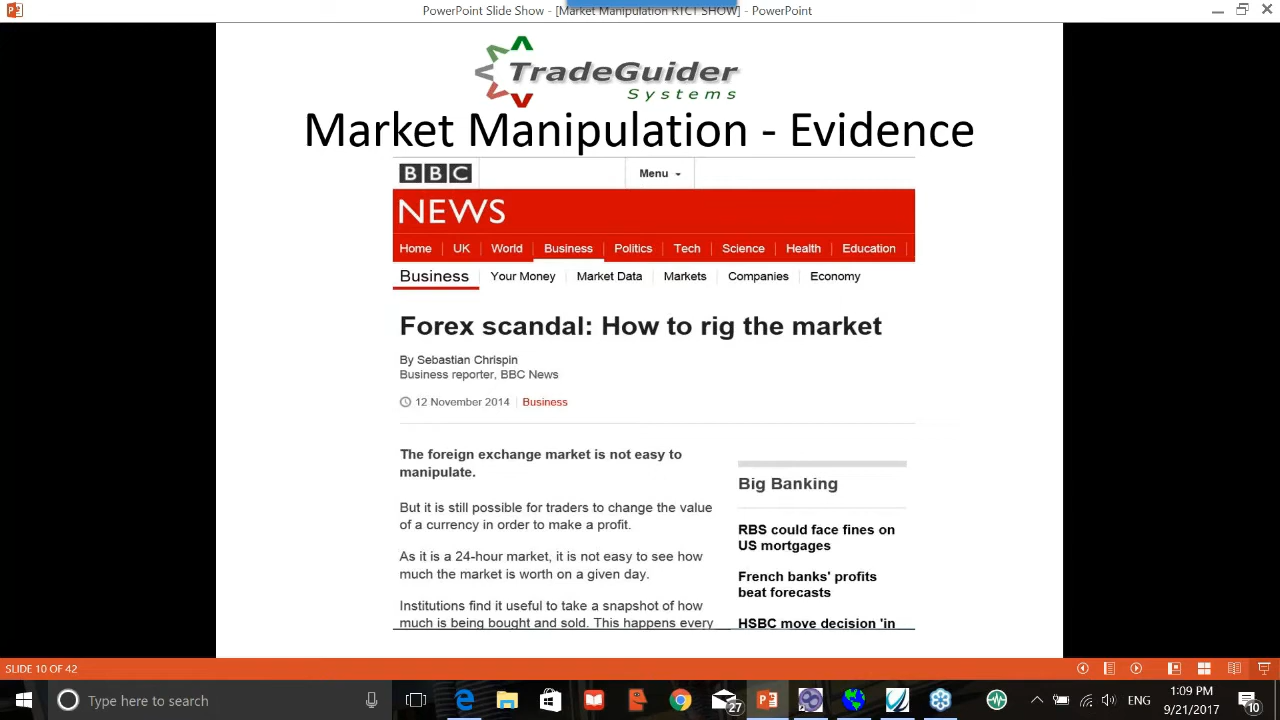 PowerPoint Slide Show - [Market Manipulation RTCT SHOW] - PowerPoint
TradeGuider
Systems
Market Manipulation - Evidence
BBC
Menu
NEWS
Home UK World Business Politics Tech Science Health Education
Business Your Money Market Data Markets Companies Economy
Forex scandal: How to rig the market
By Sebastian Chrispin
Business reporter, BBC News
12 November 2014 Business
The foreign exchange market is not easy to
manipulate.
But it is still possible for traders to change the value
of a currency in order to make a profit.
As it is a 24-hour market, it is not easy to see how
much the market is worth on a given day.
Institutions find it useful to take a snapshot of how
much is being bought and sold. This happens every
Big Banking
RBS could face fines on
US mortgages
French banks' profits
beat forecasts
HSBC move decision 'in
SLIDE 10 OF 42
Type here to search
27
ENG
:09 PM
9/21/2017
10